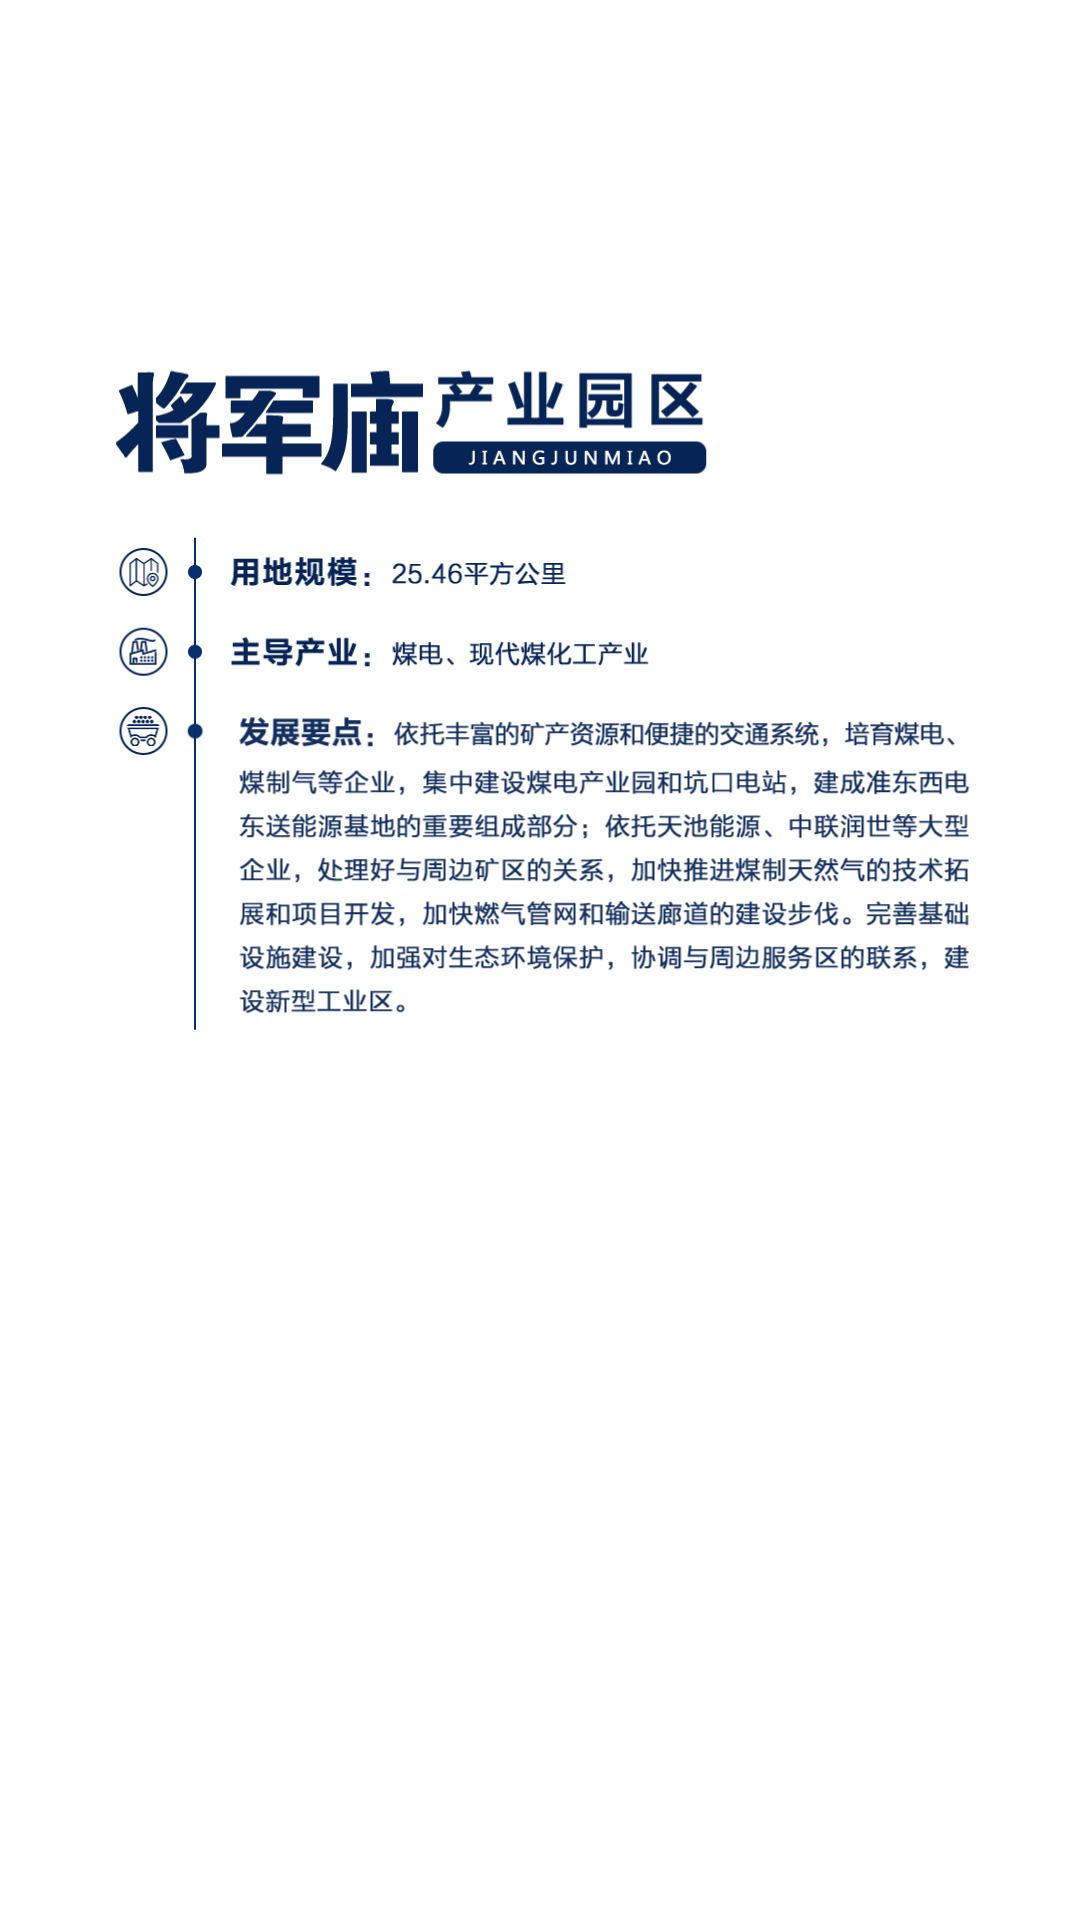 将军庙产业园区
JIANGJUNMIAO
用地规模：25.46平方公里
主导产业：煤电、现代煤化工产业
发展要点：依托丰富的矿产资源和便捷的交通系统，培育煤电、
煤制气等企业，集中建设煤电产业园和坑口电站，建成准东西电
东送能源基地的重要组成部分；依托天池能源、中联润世等大型
企业，处理好与周边矿区的关系，加快推进煤制天然气的技术拓
展和项目开发，加快燃气管网和输送廊道的建设步伐。完善基础
设施建设，加强对生态环境保护，协调与周边服务区的联系，建
设新型工业区。